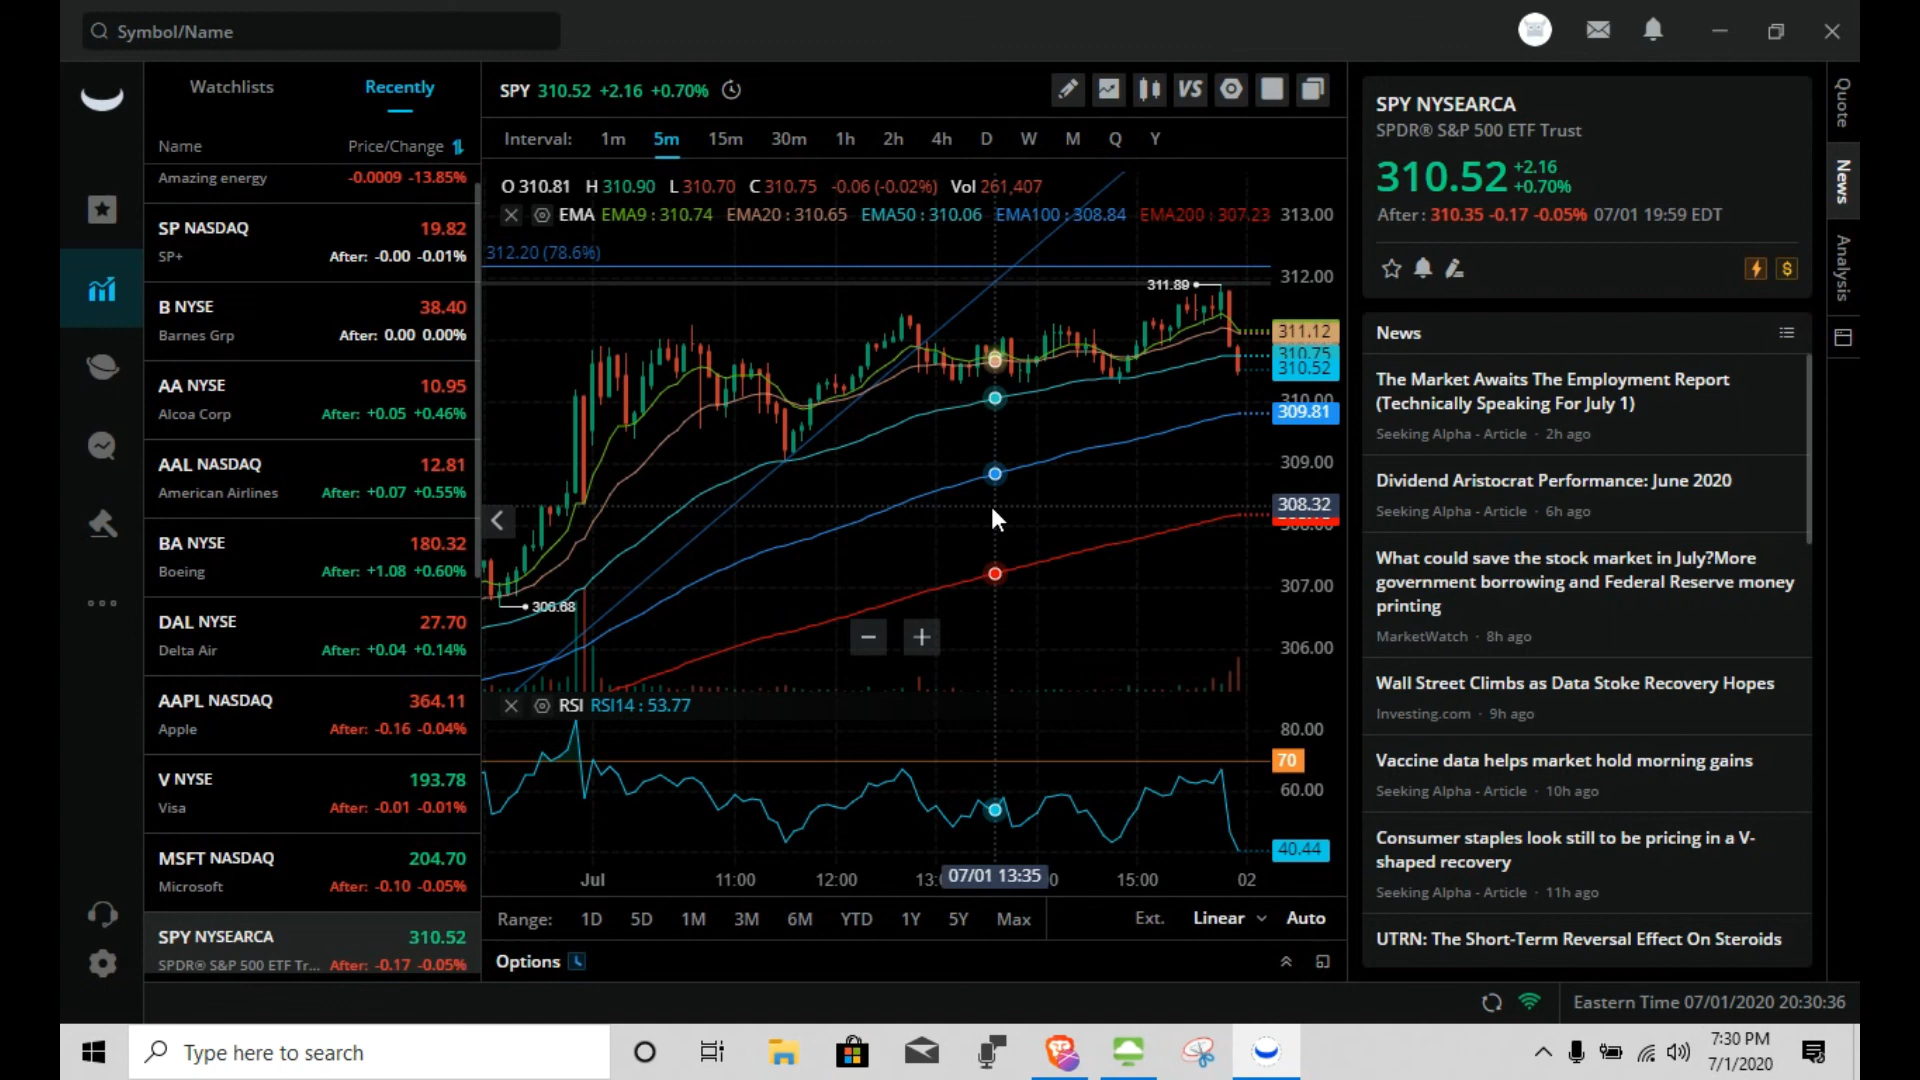 Symbol/Name
Watchlists
Recently
Name
Price/Change
Amazing energy
-0.0009 -13.85%
SP NASDAQ
19.82
SP+
After: -0.00 -0.01%
B NYSE
38.40
Barnes Grp
After: 0.00 0.00%
AA NYSE
10.95
Alcoa Corp
After: +0.05 +0.46%
AAL NASDAQ
12.81
American Airlines
After: +0.07 +0.55%
BA NYSE
180.32
Boeing
After: +1.08 +0.60%
DAL NYSE
27.70
Delta Air
After: +0.04 +0.14%
AAPL NASDAQ
364.11
Apple
After: -0.16 -0.04%
V NYSE
193.78
Visa
After: -0.01 -0.01%
MSFT NASDAQ
204.70
Microsoft
After: -0.10 -0.05%
SPY NYSEARCA
310.52
SPDR® S&P 500 ETF Tr...
After: -0.17 -0.05%
SPY 310.52 +2.16 +0.70%
VS
Interval: 1m 5m 15m 30m 1h 2h 4h D W M Q Y
O 310.81 H 310.90 L 310.70 C 310.75 -0.06 (-0.02%) Vol 261,407
EMA EMA9 : 310.74 EMA20 : 310.65 EMA50 : 310.06 EMA100 : 308.84 EMA200 : 307.23
313.00
312.20 (78.6%)
312.00
311.89
311.12
310.75
310.52
310.00
309.81
309.00
308.32
307.00
306.68
306.00
RSI RSI14 : 53.77
80.00
70
60.00
40.44
Jul 11:00 12:00 07/01 13:35 15:00 02
Range: 1D 5D 1M 3M 6M YTD 1Y 5Y Max
Ext. Linear Auto
Options
SPY NYSEARCA
SPDR® S&P 500 ETF Trust
310.52
+2.16
+0.70%
After: 310.35 -0.17 -0.05% 07/01 19:59 EDT
$
News
The Market Awaits The Employment Report
(Technically Speaking For July 1)
Seeking Alpha - Article · 2h ago
Dividend Aristocrat Performance: June 2020
Seeking Alpha - Article · 6h ago
What could save the stock market in July?More
government borrowing and Federal Reserve money
printing
MarketWatch · 8h ago
Wall Street Climbs as Data Stoke Recovery Hopes
Investing.com · 9h ago
Vaccine data helps market hold morning gains
Seeking Alpha - Article · 10h ago
Consumer staples look still to be pricing in a V-
shaped recovery
Seeking Alpha - Article · 11h ago
UTRN: The Short-Term Reversal Effect On Steroids
Quote
News
Analysis
Eastern Time 07/01/2020 20:30:36
Type here to search
7:30 PM
7/1/2020